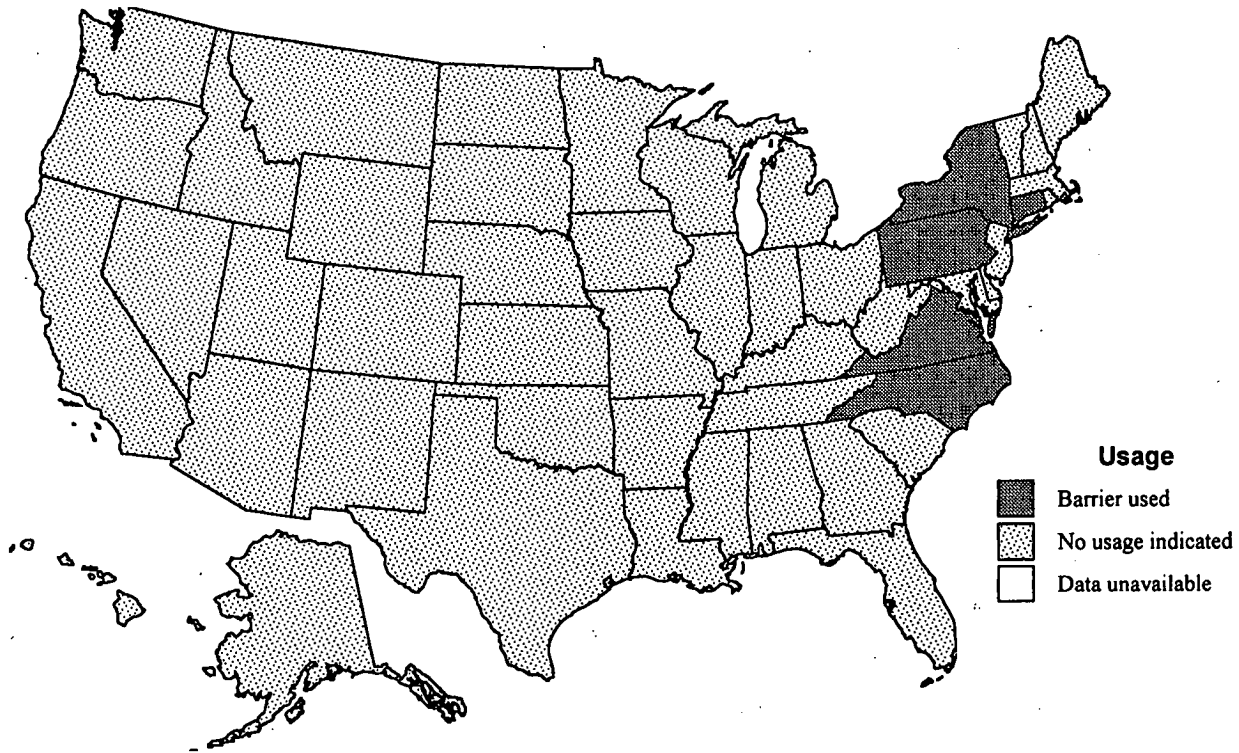 Usage
Barrier used
No usage indicated
Data unavailable